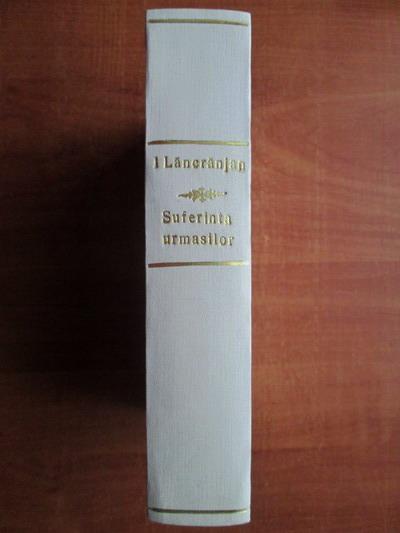 I Lăncrănjan
Suferinta
urmasilor